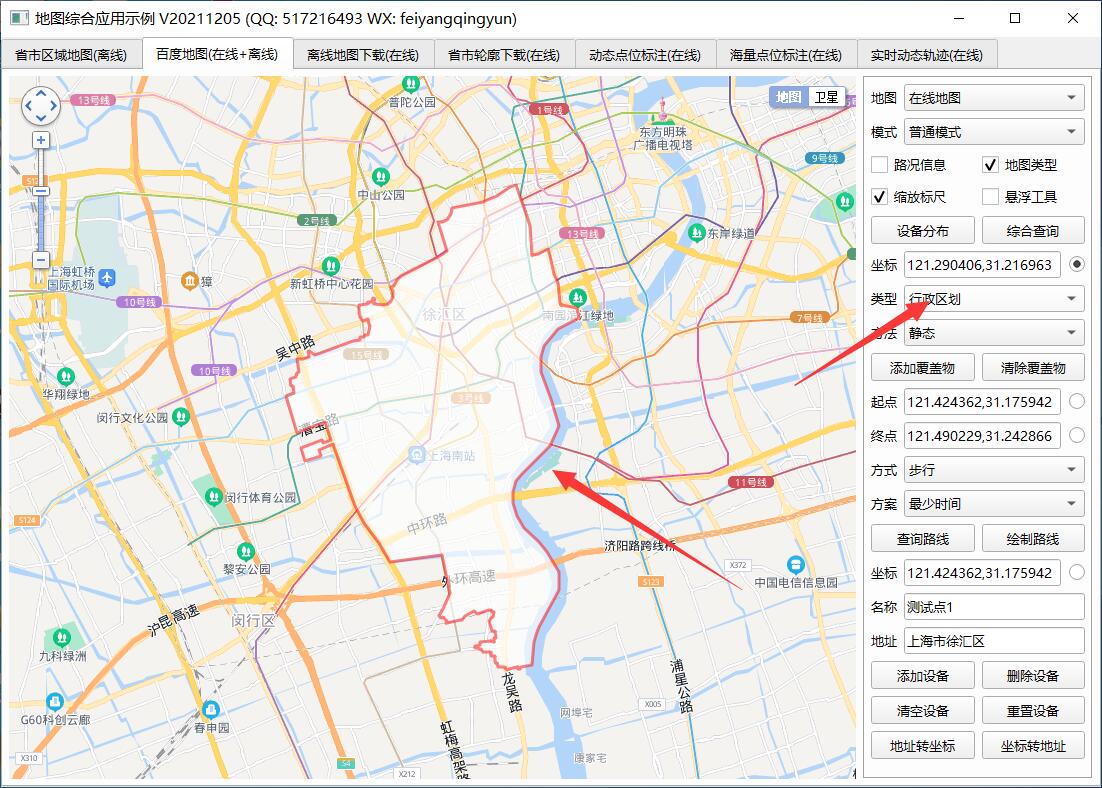 地图综合应用示例 V20211205 (QQ: 517216493 WX: feiyangqingyun)
省市区域地图(离线)
百度地图(在线+离线)
离线地图下载(在线)
省市轮廓下载(在线)
动态点位标注(在线)
海量点位标注(在线)
实时动态轨迹(在线)
地图
卫星
13号线
普陀公园
1号线
东方明珠
广播电视塔
9号线
中山公园
2号线
13号线
东岸绿道
上海虹桥
国际机场
獐
新虹桥中心花园
10号线
徐汇区
南园滨江绿地
7号线
吴中路
15号线
10号线
华翔绿地
3号线
闵行文化公园
漕宝路
上海南站
11号线
闵行体育公园
S124
中环路
济阳路跨线桥
黎安公园
外环高速
X372
中国电信信息园
S123
沪昆高速
闵行区
九科绿洲
龙吴路
浦星公路
G60科创云廊
春申园
网埠宅
X005
虹梅高架路
康家宅
X310
S4
X212
地图 在线地图
模式 普通模式
路况信息 地图类型
缩放标尺 悬浮工具
设备分布 综合查询
坐标 121.290406,31.216963
类型 行政区划
方法 静态
添加覆盖物 清除覆盖物
起点 121.424362,31.175942
终点 121.490229,31.242866
方式 步行
方案 最少时间
查询路线 绘制路线
坐标 121.424362,31.175942
名称 测试点1
地址 上海市徐汇区
添加设备 删除设备
清空设备 重置设备
地址转坐标 坐标转地址